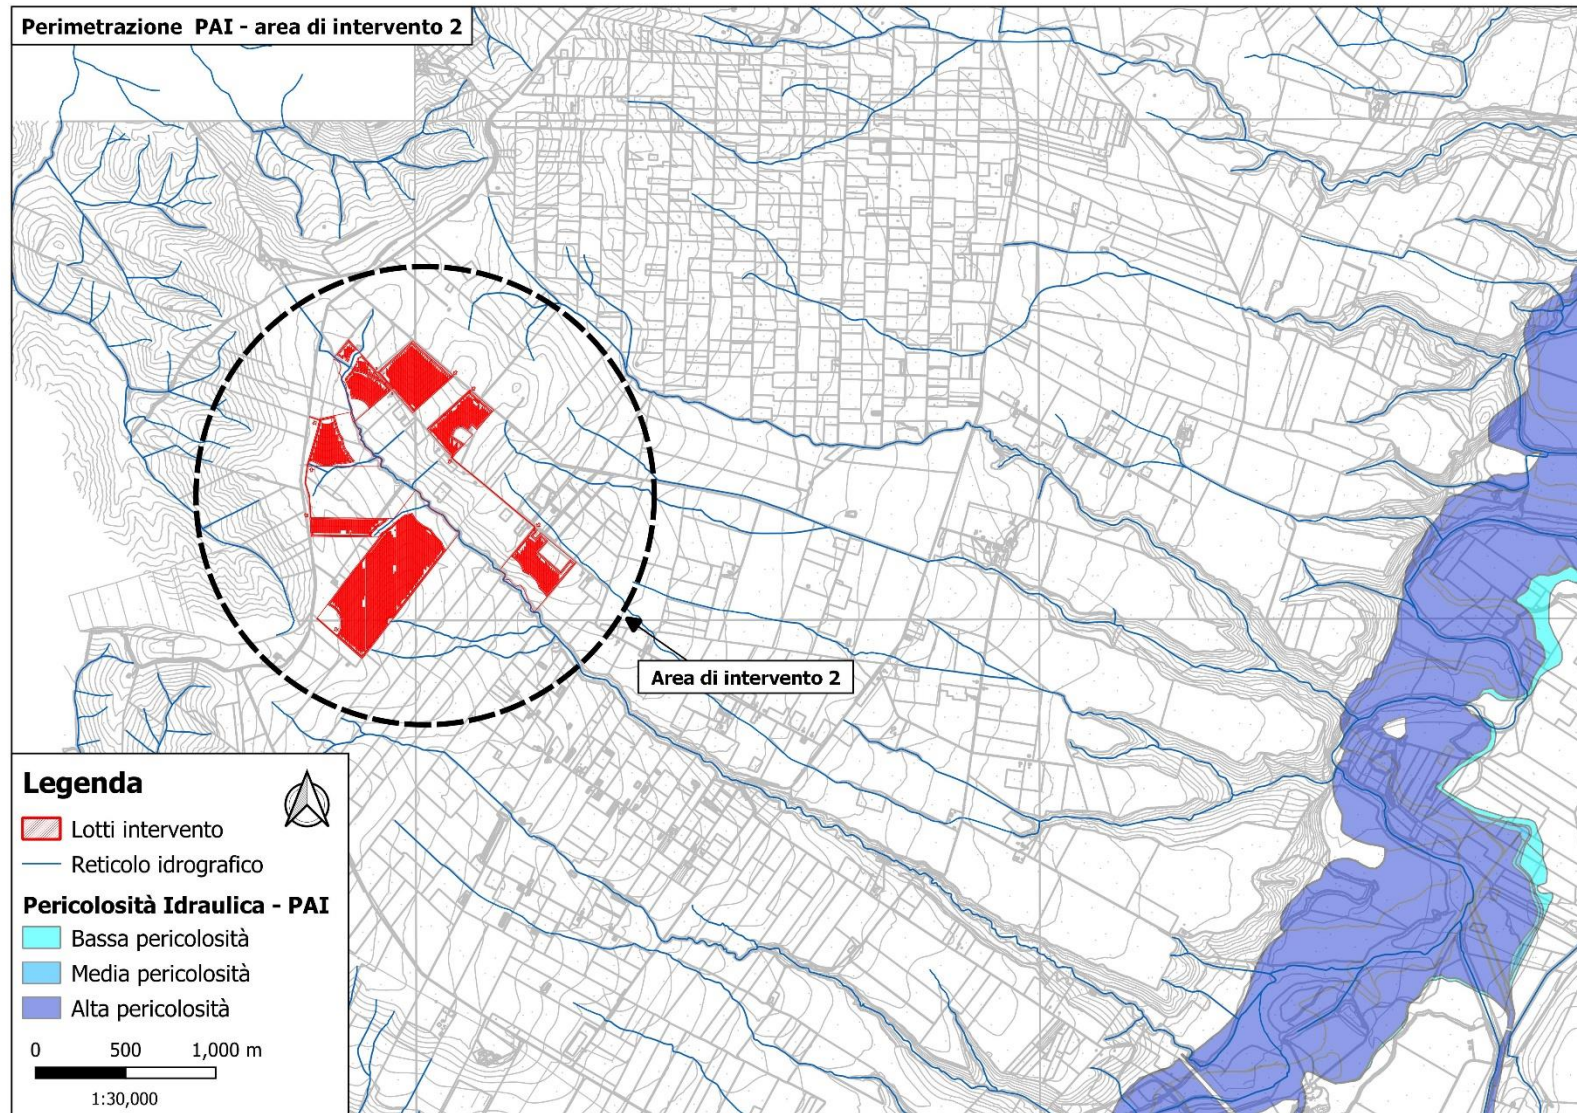 Perimetrazione PAI - area di intervento 2
Area di intervento 2
Legenda
Lotti intervento
Reticolo idrografico
Pericolosità Idraulica - PAI
Bassa pericolosità
Media pericolosità
Alta pericolosità
0 500 1,000 m
1:30,000